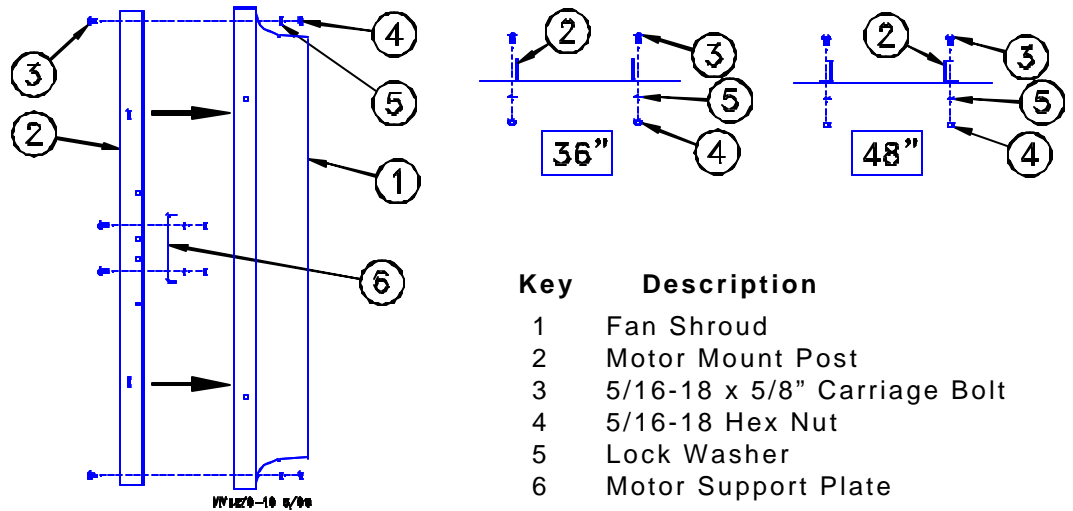 3
2
4
5
1
6
2
3
5
4
36”
2
3
5
4
48”
Key Description
1 Fan Shroud
2 Motor Mount Post
3 5/16-18 x 5/8” Carriage Bolt
4 5/16-18 Hex Nut
5 Lock Washer
6 Motor Support Plate